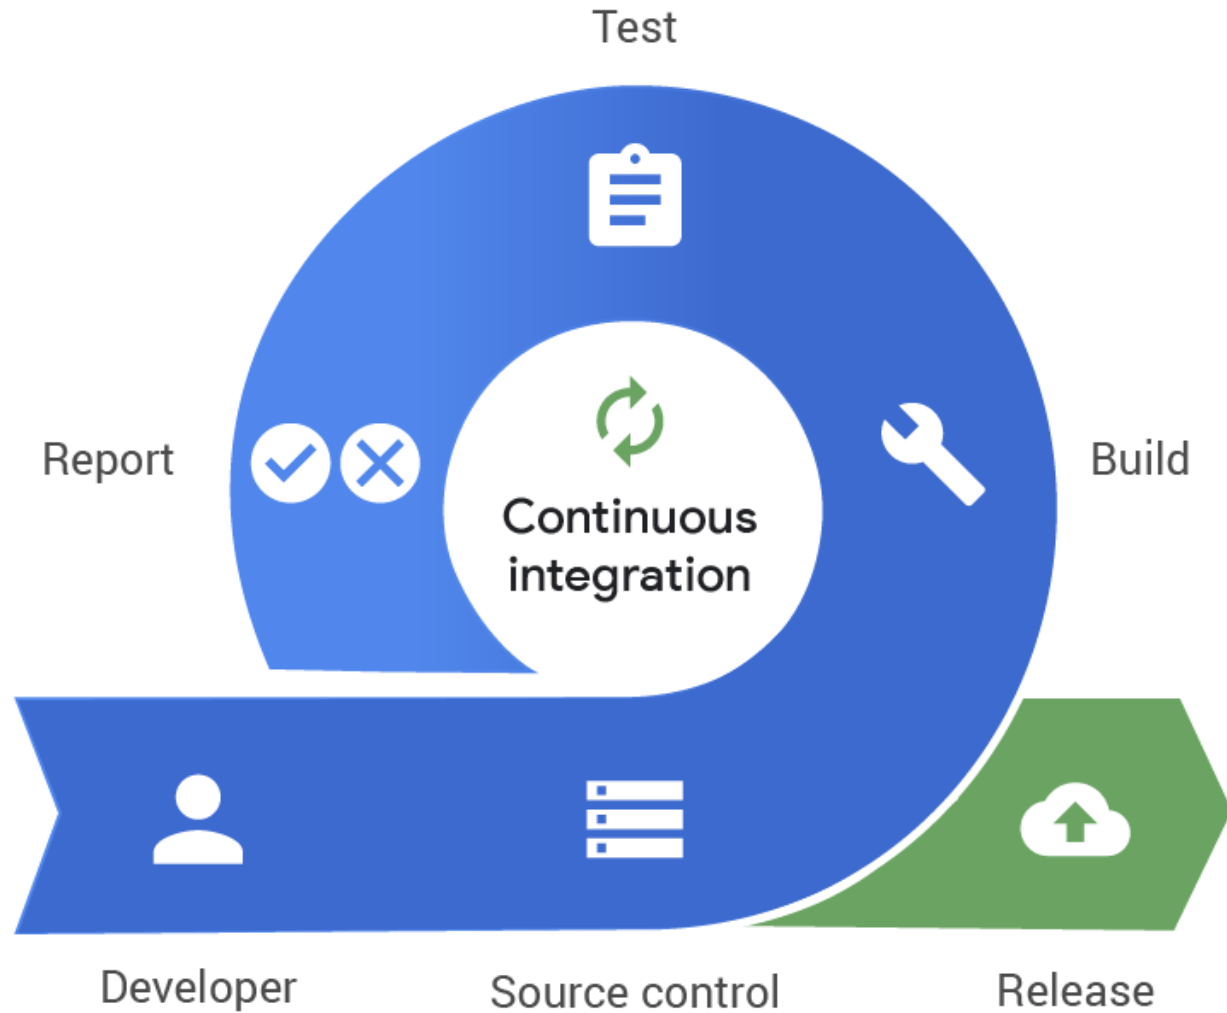 Test
Report
Build
Continuous
integration
Developer
Source control
Release